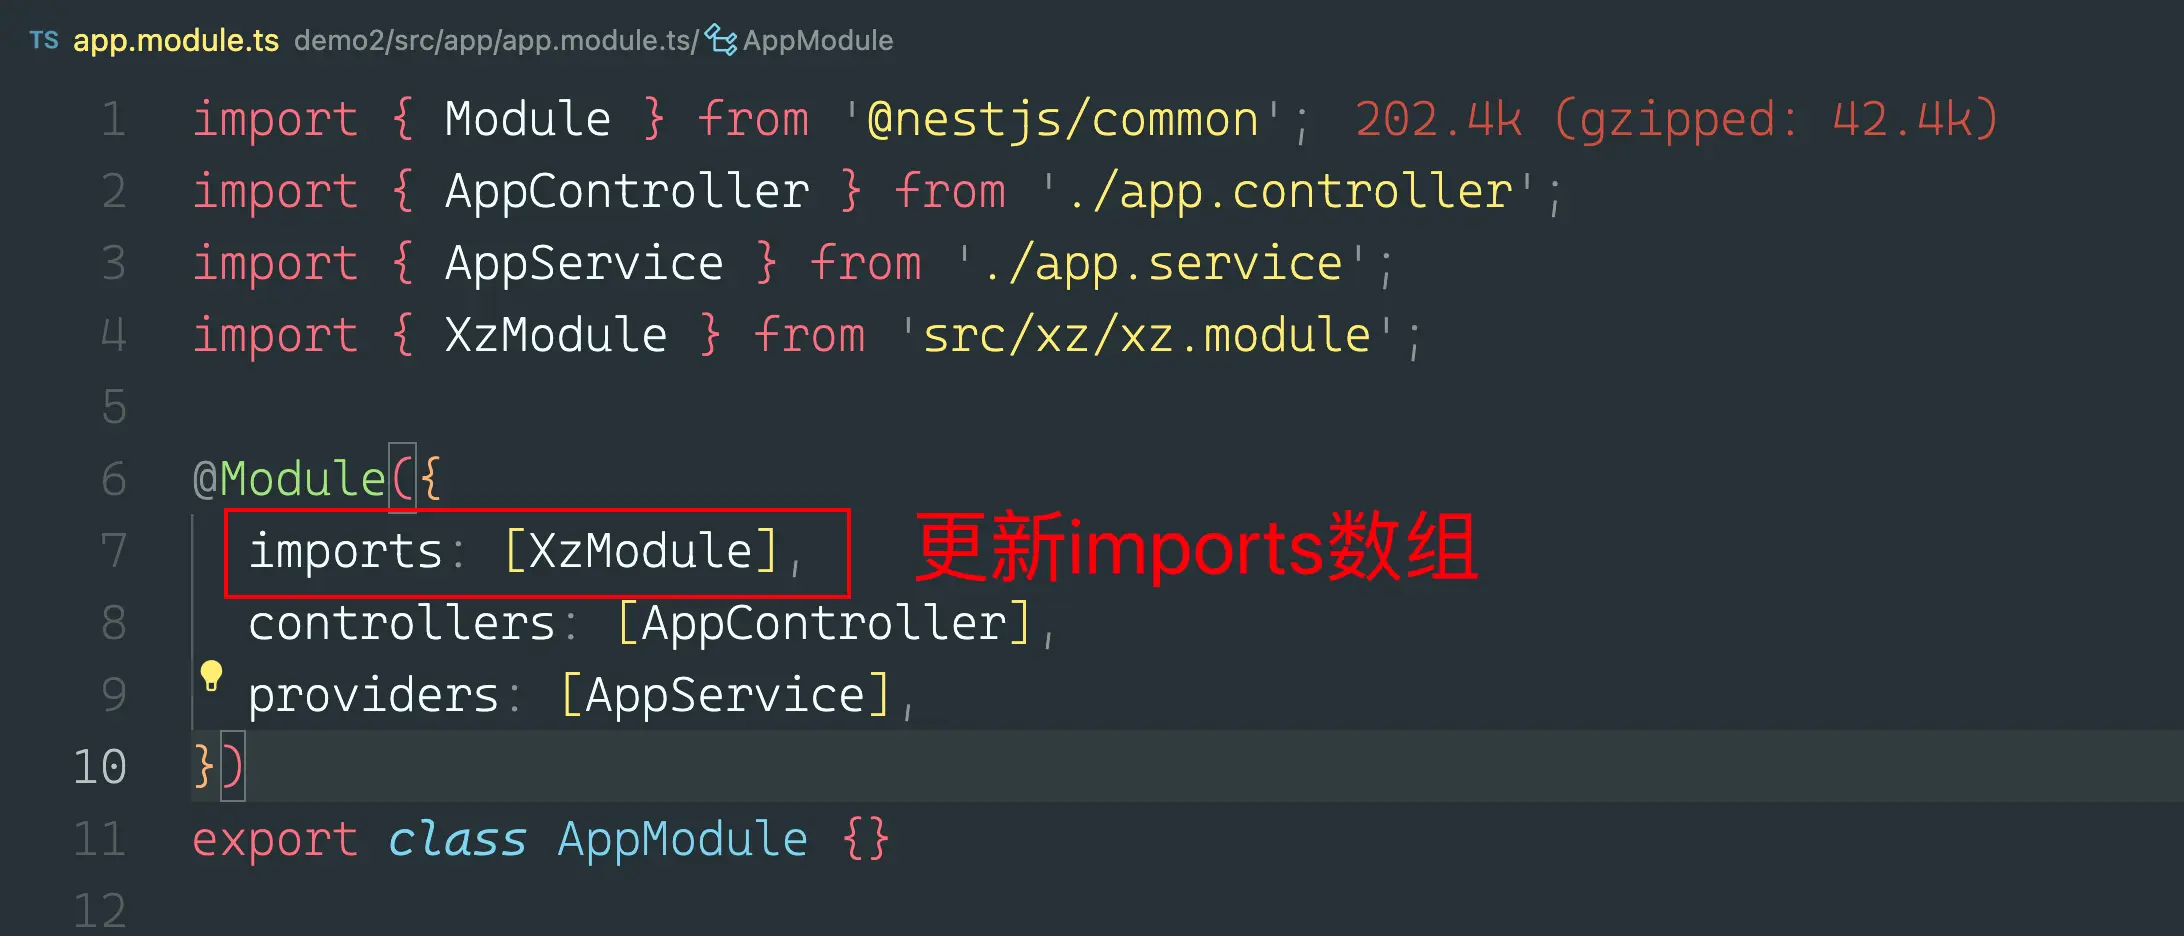 TS app.module.ts demo2/src/app/app.module.ts/ AppModule
1 import { Module } from '@nestjs/common'; 202.4k (gzipped: 42.4k)
2 import { AppController } from './app.controller';
3 import { AppService } from './app.service';
4 import { XzModule } from 'src/xz/xz.module';
5
6 @Module({
7 imports: [XzModule], 更新imports数组
8 controllers: [AppController],
9 providers: [AppService],
10 })
11 export class AppModule {}
12